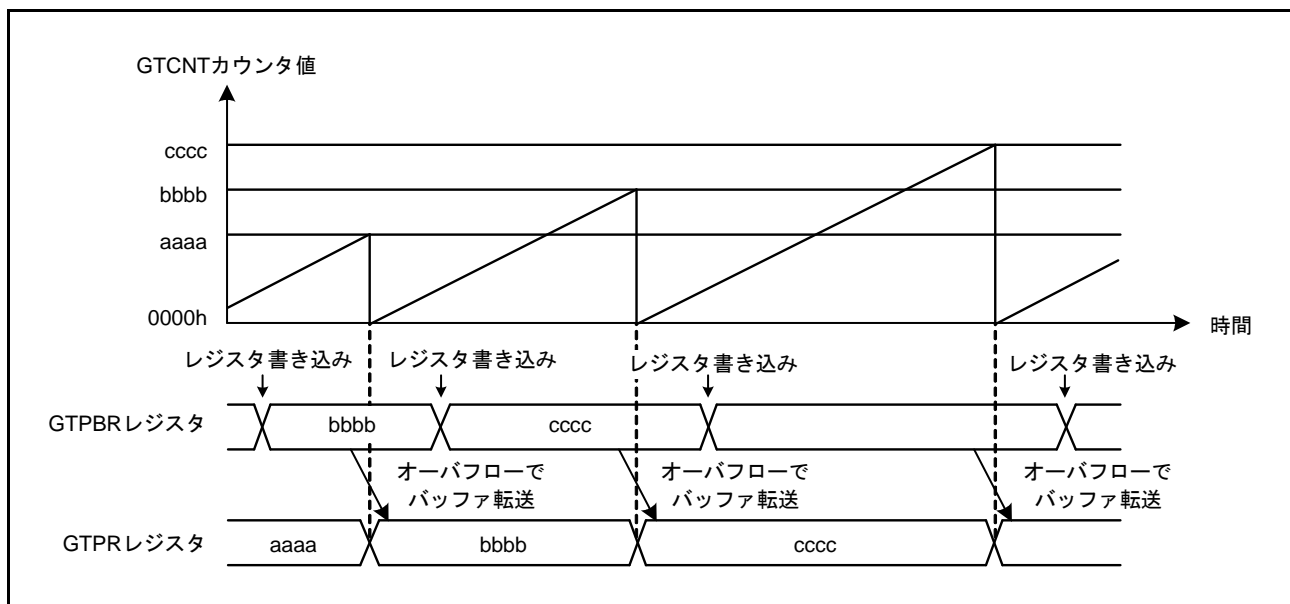 GTCNTカウンタ値
cccc
bbbb
aaaa
0000h
時間
レジスタ書き込み
レジスタ書き込み
レジスタ書き込み
レジスタ書き込み
GTPBRレジスタ
bbbb
cccc
オーバフローで
バッファ転送
オーバフローで
バッファ転送
オーバフローで
バッファ転送
GTPRレジスタ
aaaa
bbbb
cccc